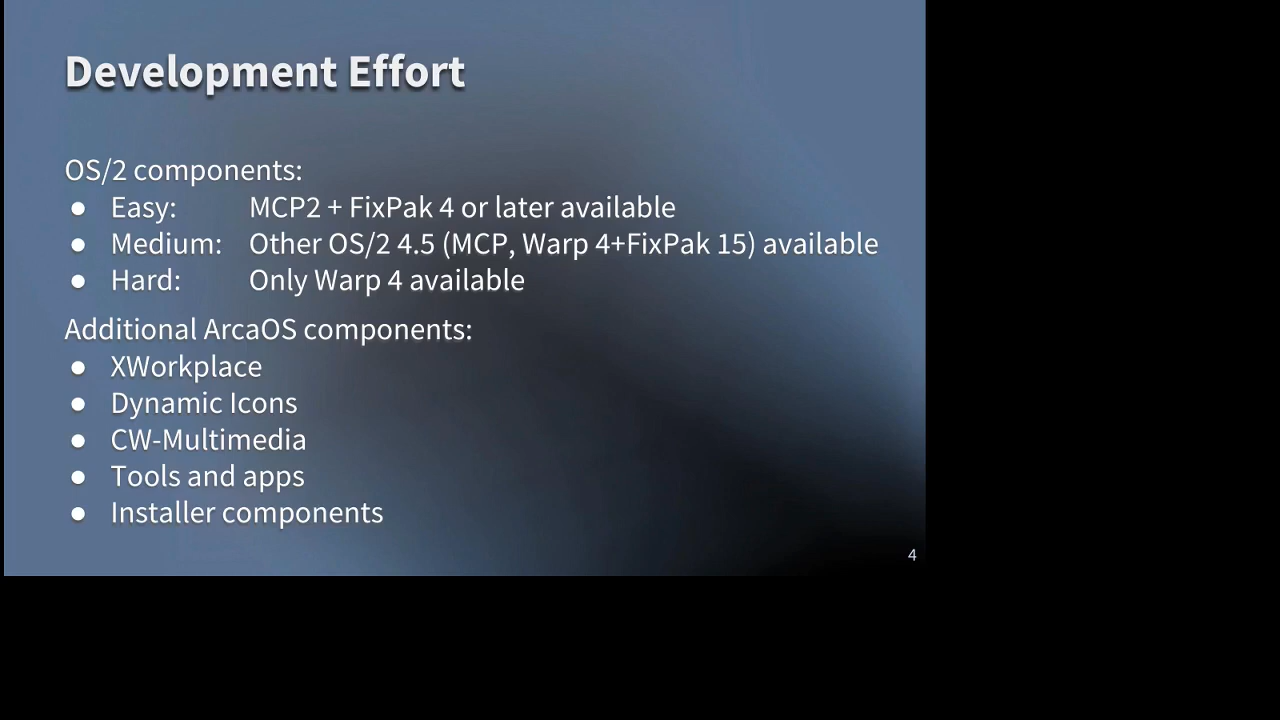 Development Effort
OS/2 components:
● Easy: MCP2 + FixPak 4 or later available
● Medium: Other OS/2 4.5 (MCP, Warp 4+FixPak 15) available
● Hard: Only Warp 4 available
Additional ArcaOS components:
● XWorkplace
● Dynamic Icons
● CW-Multimedia
● Tools and apps
● Installer components
4